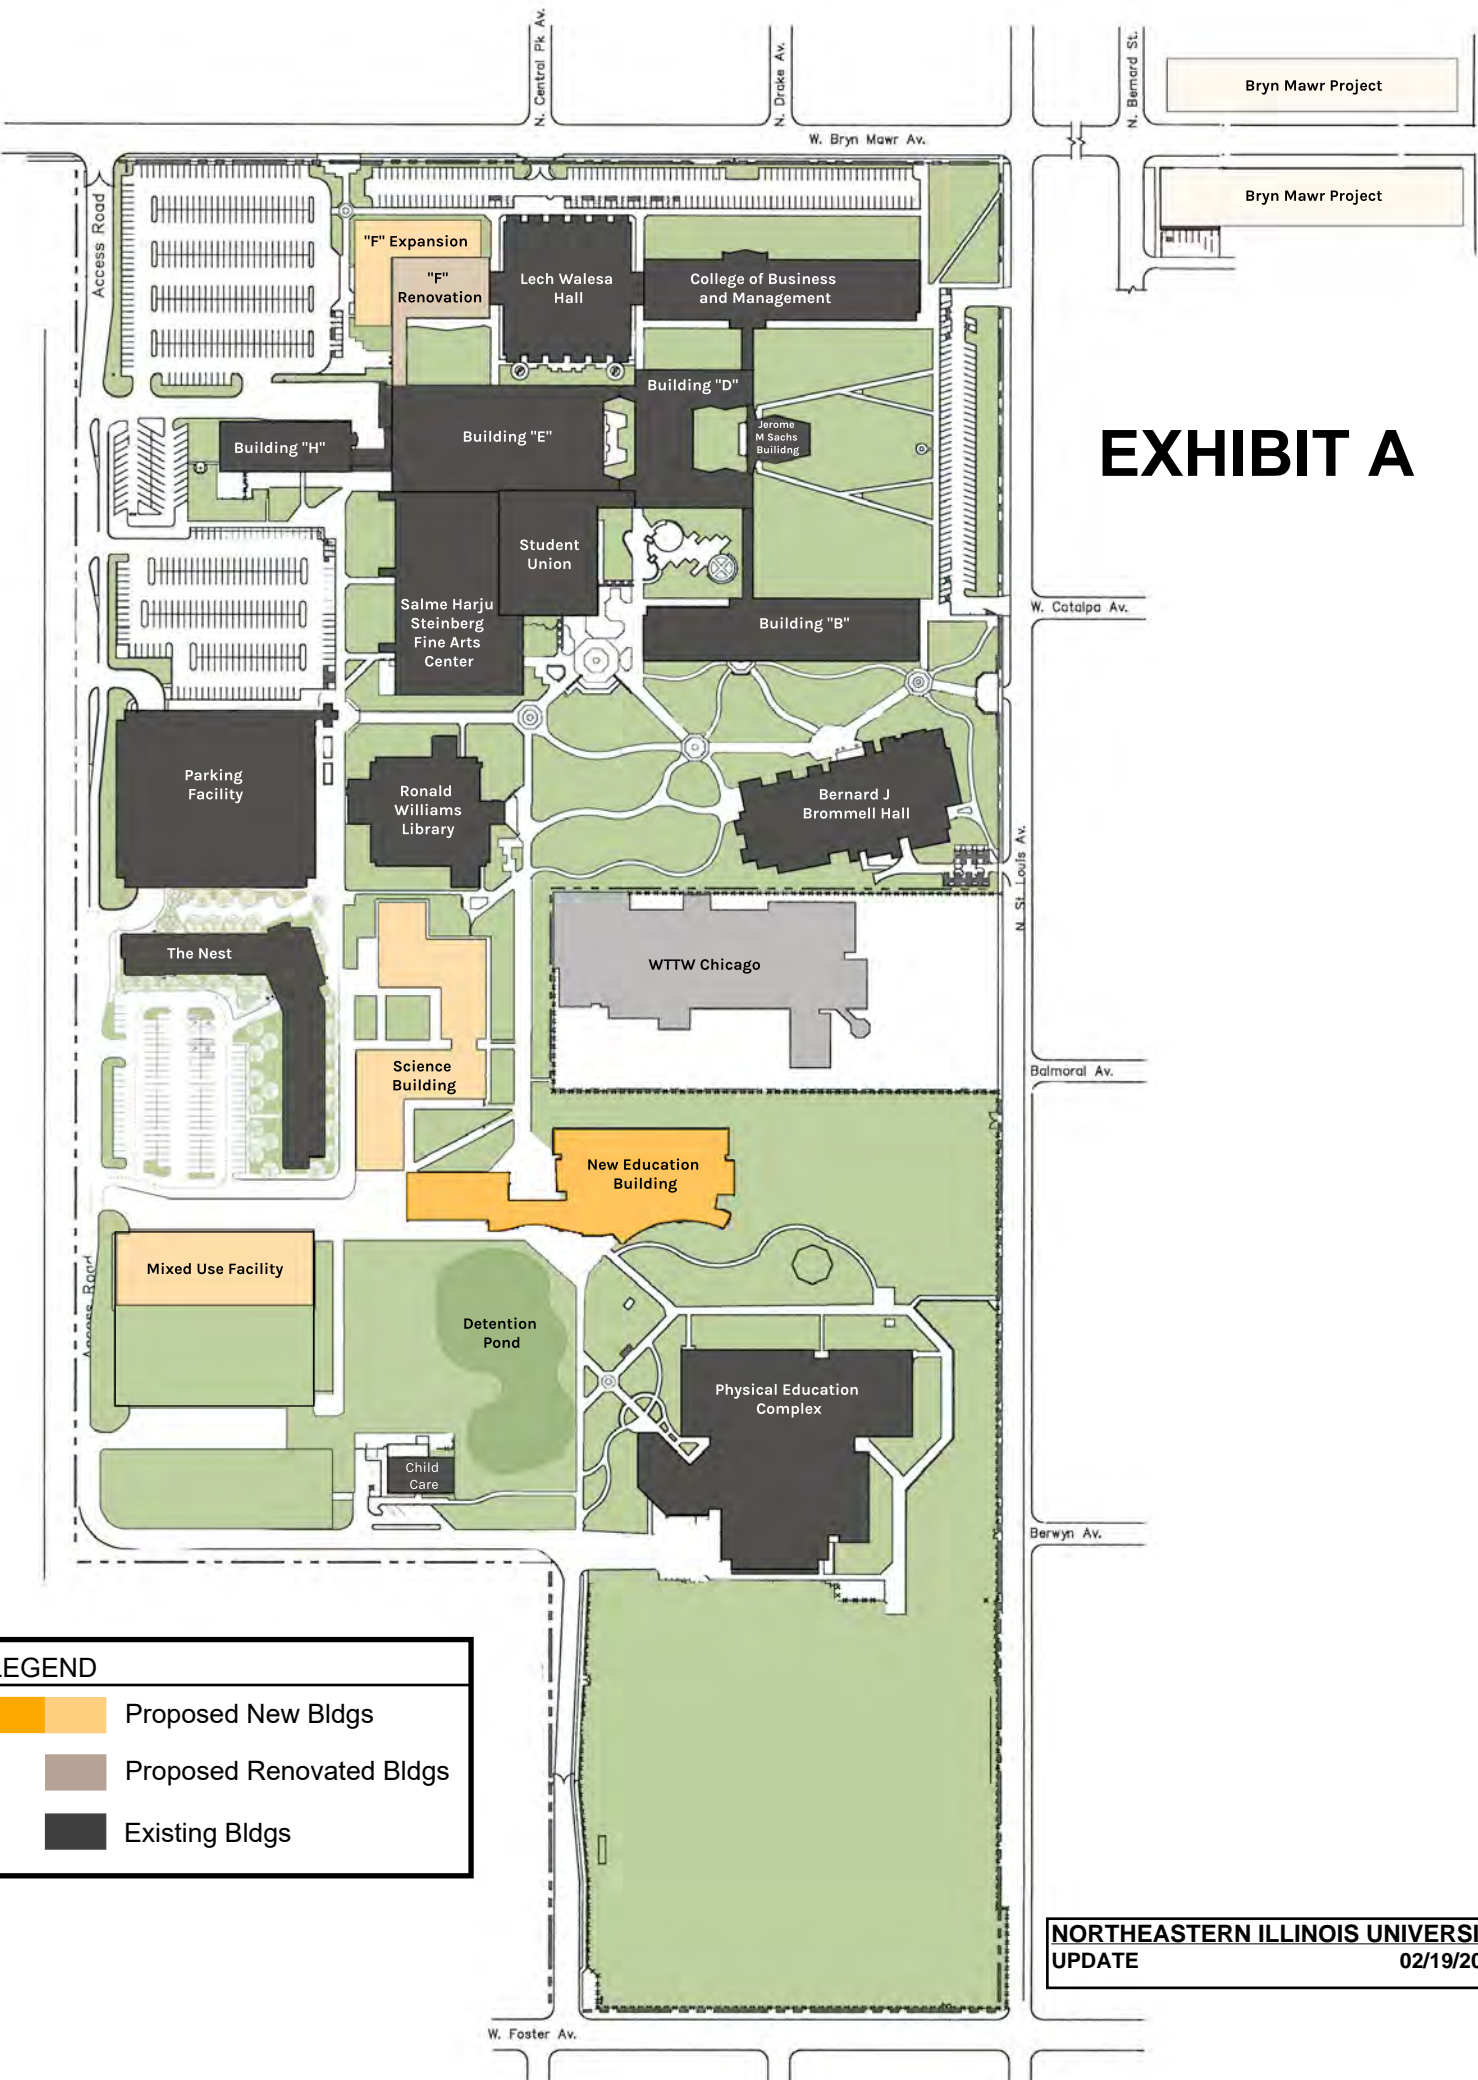 N. Central Pk Av.
N. Drake Av.
N. Bernard St.
Bryn Mawr Project
W. Bryn Mawr Av.
Bryn Mawr Project
Access Road
"F" Expansion
"F"
Renovation
Lech Walesa
Hall
College of Business
and Management
Building "D"
Building "E"
Building "H"
Jerome
M Sachs
Builidng
EXHIBIT A
Student
Union
Salme Harju
Steinberg
Fine Arts
Center
Building "B"
W. Catalpa Av.
Parking
Facility
Ronald
Williams
Library
Bernard J
Brommell Hall
N. St Louis Av.
The Nest
WTTW Chicago
Science
Building
Balmoral Av.
New Education
Building
Mixed Use Facility
Access Road
Detention
Pond
Physical Education
Complex
Child
Care
Berwyn Av.
LEGEND
Proposed New Bldgs
Proposed Renovated Bldgs
Existing Bldgs
NORTHEASTERN ILLINOIS UNIVERSI
UPDATE 02/19/20
W. Foster Av.